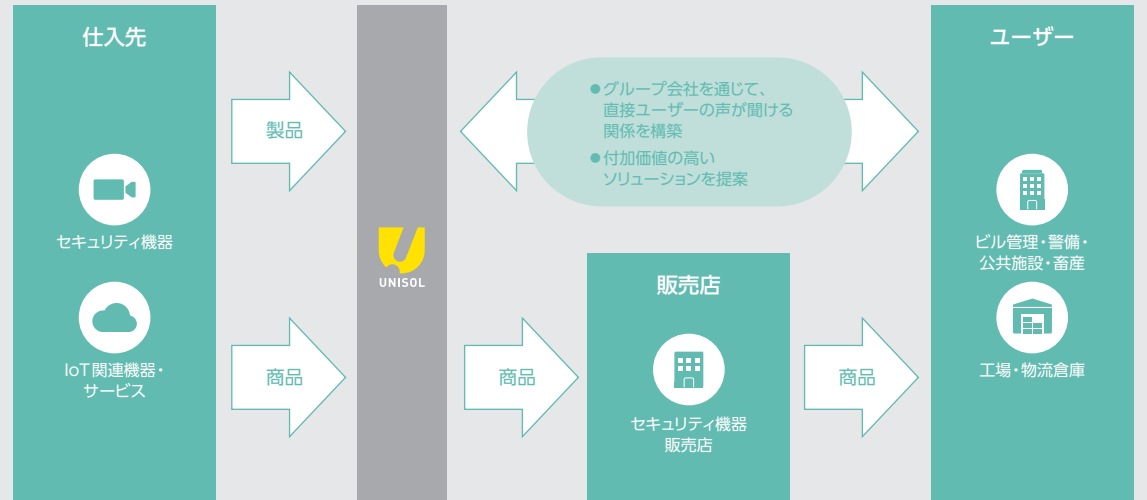 仕入先
セキュリティ機器
IoT関連機器・
サービス
製品
商品
UNISOL
●グループ会社を通じて、
直接ユーザーの声が聞ける
関係を構築
●付加価値の高い
ソリューションを提案
商品
販売店
セキュリティ機器
販売店
商品
ユーザー
ビル管理・警備・
公共施設・畜産
工場・物流倉庫